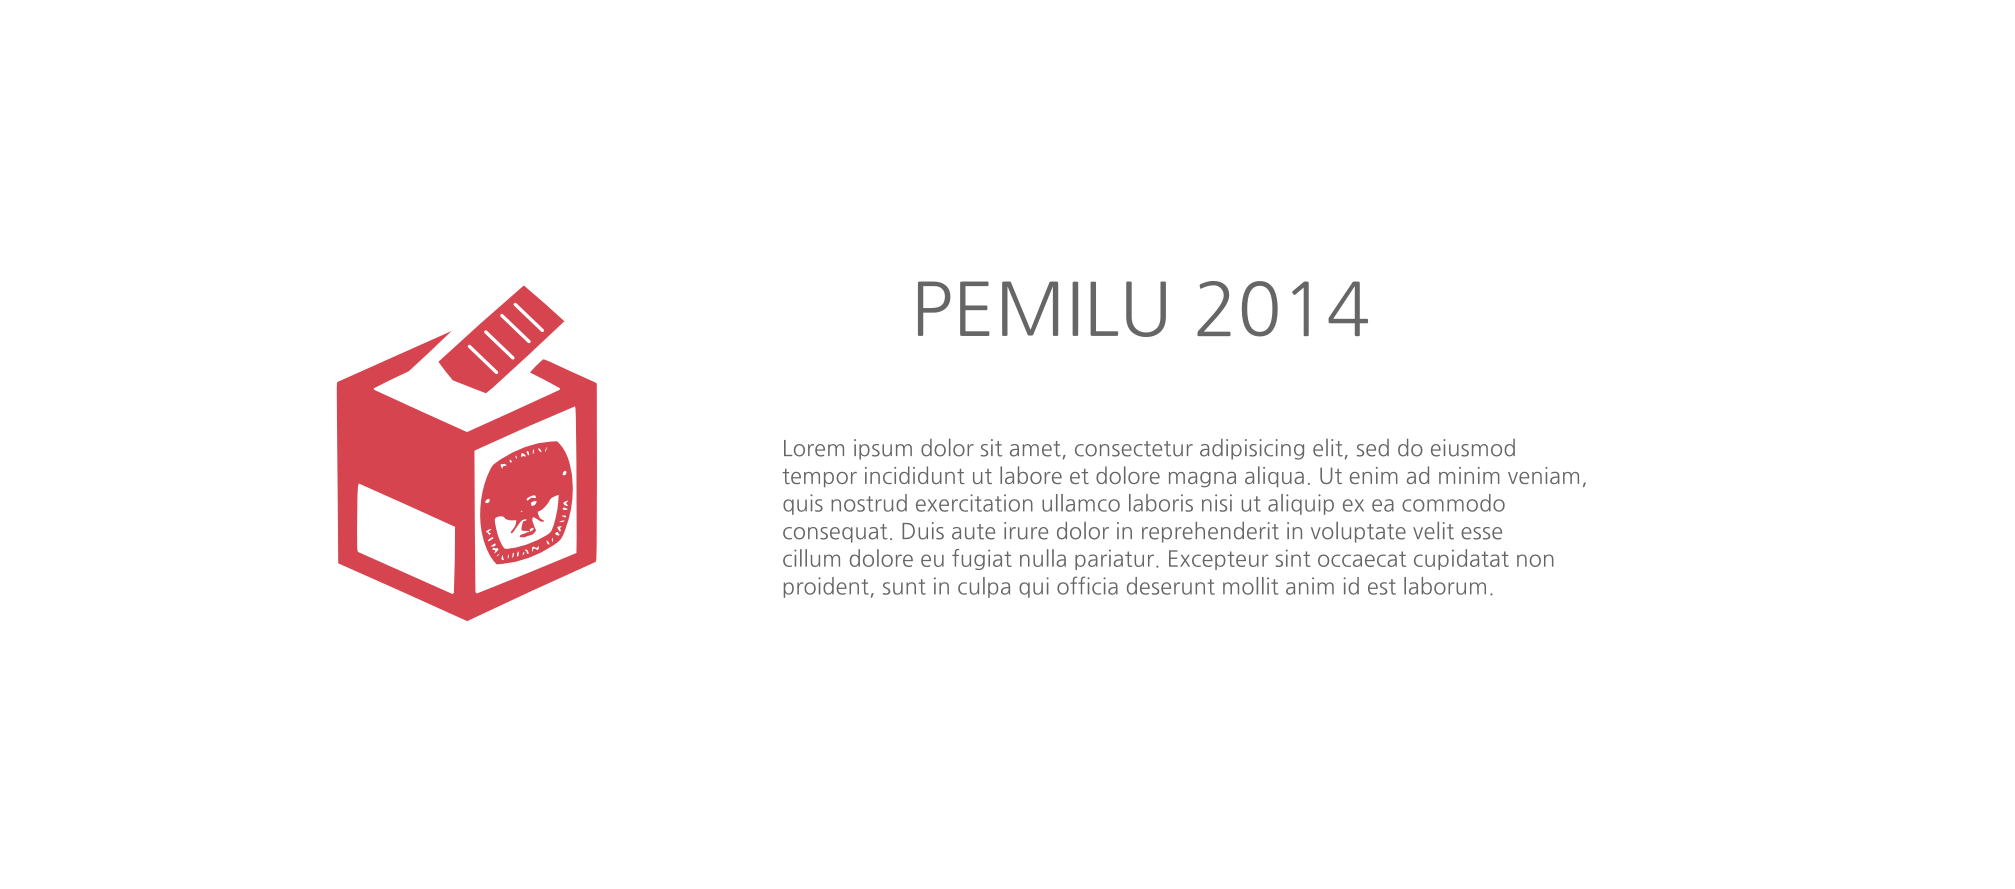 PEMILU 2014
Lorem ipsum dolor sit amet, consectetur adipisicing elit, sed do eiusmod
tempor incididunt ut labore et dolore magna aliqua. Ut enim ad minim veniam,
quis nostrud exercitation ullamco laboris nisi ut aliquip ex ea commodo
consequat. Duis aute irure dolor in reprehenderit in voluptate velit esse
cillum dolore eu fugiat nulla pariatur. Excepteur sint occaecat cupidatat non
proident, sunt in culpa qui officia deserunt mollit anim id est laborum.